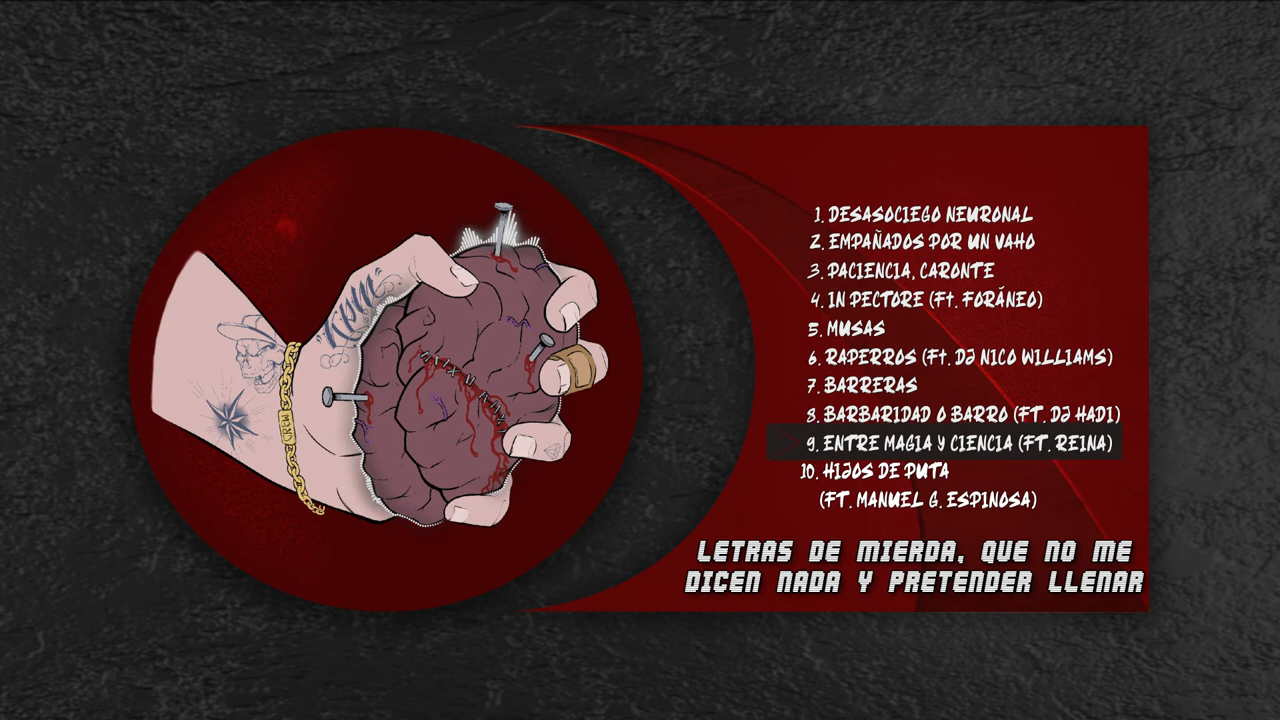 Kpm
1. DESASOCIEGO NEURONAL
2. EMPAÑADOS POR UN VAHO
3. PACIENCIA, CARONTE
4. IN PECTORE (Ft. FORÁNEO)
5. MUSAS
6. RAPERROS (Ft. DJ NICO WILLIAMS)
7. BARRERAS
8. BARBARIDAD O BARRO (FT. DJ HADI)
9. ENTRE MAGIA Y CIENCIA (FT. REINA)
10. HIJOS DE PUTA
(FT. MANUEL G. ESPINOSA)
LETRAS DE MIERDA, QUE NO ME
DICEN NADA Y PRETENDER LLENAR